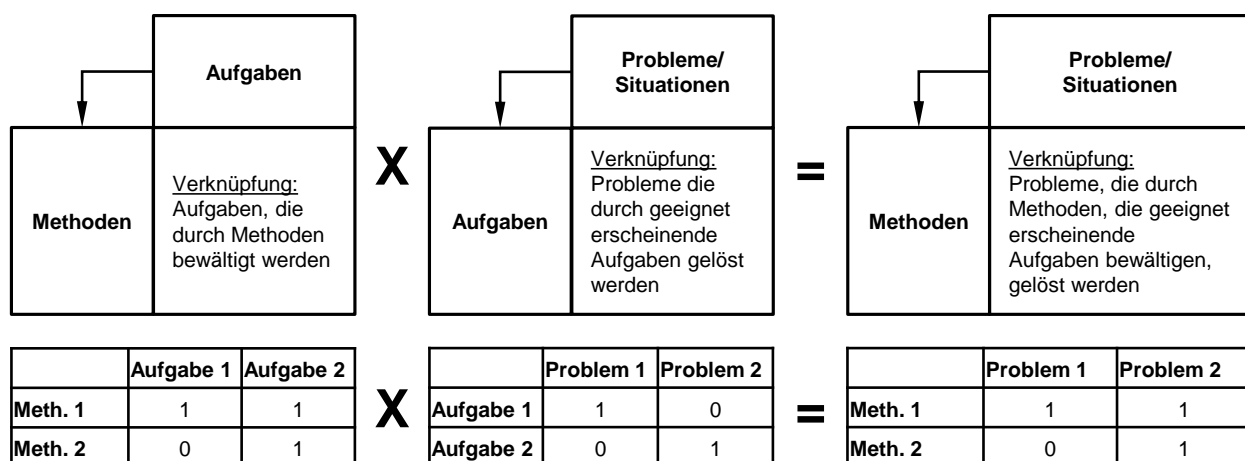 Aufgaben
Methoden
Verknüpfung:
Aufgaben, die
durch Methoden
bewältigt werden
X
Probleme/
Situationen
Aufgaben
Verknüpfung:
Probleme die
durch geeignet
erscheinende
Aufgaben gelöst
werden
=
Probleme/
Situationen
Methoden
Verknüpfung:
Probleme, die durch
Methoden, die geeignet
erscheinende
Aufgaben bewältigen,
gelöst werden
Aufgabe 1 Aufgabe 2
Meth. 1 1 1
Meth. 2 0 1
X
Problem 1 Problem 2
Aufgabe 1 1 0
Aufgabe 2 0 1
=
Problem 1 Problem 2
Meth. 1 1 1
Meth. 2 0 1